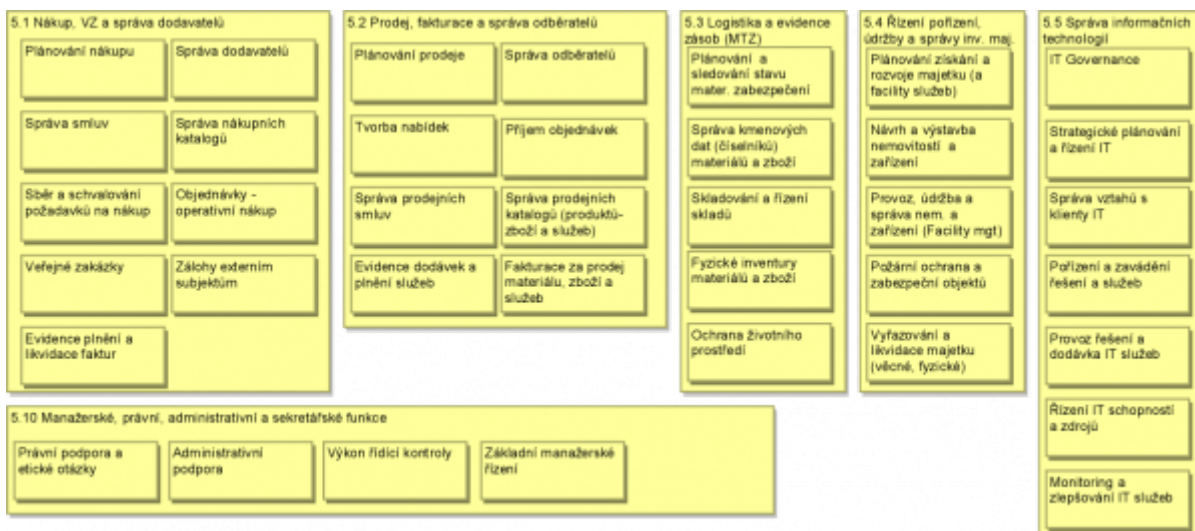 5.1 Nákup, VZ a správa dodavatelů
Plánování nákupu
Správa dodavatelů
Správa smluv
Správa nákupních
katalogů
Sběr a schvalování
požadavků na nákup
Objednávky -
operativní nákup
Veřejné zakázky
Zálohy externím
subjektům
Evidence plnění a
likvidace faktur
5.2 Prodej, fakturace a správa odběratelů
Plánování prodeje
Správa odběratelů
Tvorba nabídek
Příjem objednávek
Správa prodejních
smluv
Správa prodejních
katalogů (produktů-
zboží a služeb)
Evidence dodávek a
plnění služeb
Fakturace za prodej
materiálu, zboží a
služeb
5.3 Logistika a evidence
zásob (MTZ)
Plánování a
sledování stavu
mater. zabezpečení
Správa kmenových
dat (číselníků)
materiálů a zboží
Skladování a řízení
skladů
Fyzické inventury
materiálů a zboží
Ochrana životního
prostředí
5.4 Řízení pořízení,
údržby a správy inv. maj.
Plánování získání a
rozvoje majetku (a
facility služeb)
Návrh a výstavba
nemovitostí a
zařízení
Provoz, údržba a
správa nem. a
zařízení (Facility mgt)
Požární ochrana a
zabezpeční objektů
Vyřazování a
likvidace majetku
(věcné, fyzické)
5.5 Správa informačních
technologií
IT Governance
Strategické plánování
a řízení IT
Správa vztahů s
klienty IT
Pořízení a zavádění
řešení a služeb
Provoz řešení a
dodávka IT služeb
Řízení IT schopností
a zdrojů
Monitoring a
zlepšování IT služeb
5.10 Manažerské, právní, administrativní a sekretářské funkce
Právní podpora a
etické otázky
Administrativní
podpora
Výkon řídící kontroly
Základní manažerské
řízení